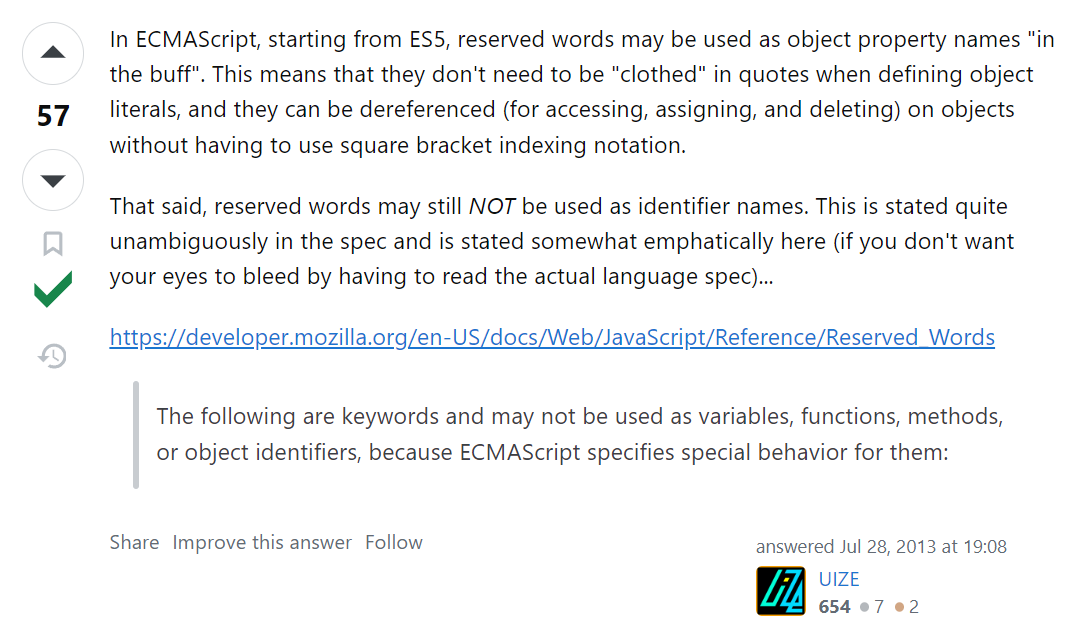 In ECMAScript, starting from ES5, reserved words may be used as object property names "in
the buff". This means that they don't need to be "clothed" in quotes when defining object
literals, and they can be dereferenced (for accessing, assigning, and deleting) on objects
without having to use square bracket indexing notation.
57
That said, reserved words may still NOT be used as identifier names. This is stated quite
unambiguously in the spec and is stated somewhat emphatically here (if you don't want
your eyes to bleed by having to read the actual language spec)...
https://developer.mozilla.org/en-US/docs/Web/JavaScript/Reference/Reserved_Words
The following are keywords and may not be used as variables, functions, methods,
or object identifiers, because ECMAScript specifies special behavior for them:
Share Improve this answer Follow
answered Jul 28, 2013 at 19:08
UIZE
654 7 2